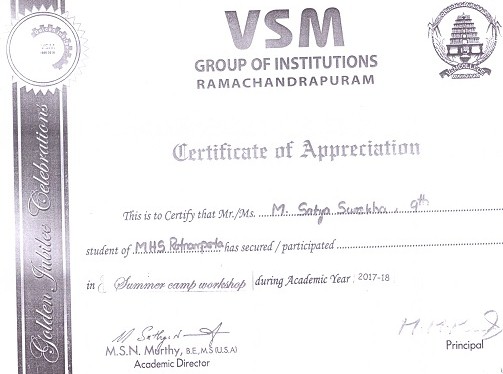 VSM
GROUP OF INSTITUTIONS
RAMACHANDRAPURAM
Golden Jubilee Celebrations
Certificate of Appreciation
This is to Certify that Mr./Ms. M. Satya Surekha, 9th
student of M.H.S has secured / participated
in Summer camp workshop during Academic Year 2017-18
M.S.N. Murthy, B.E, M.S (U.S.A)
Academic Director
Principal